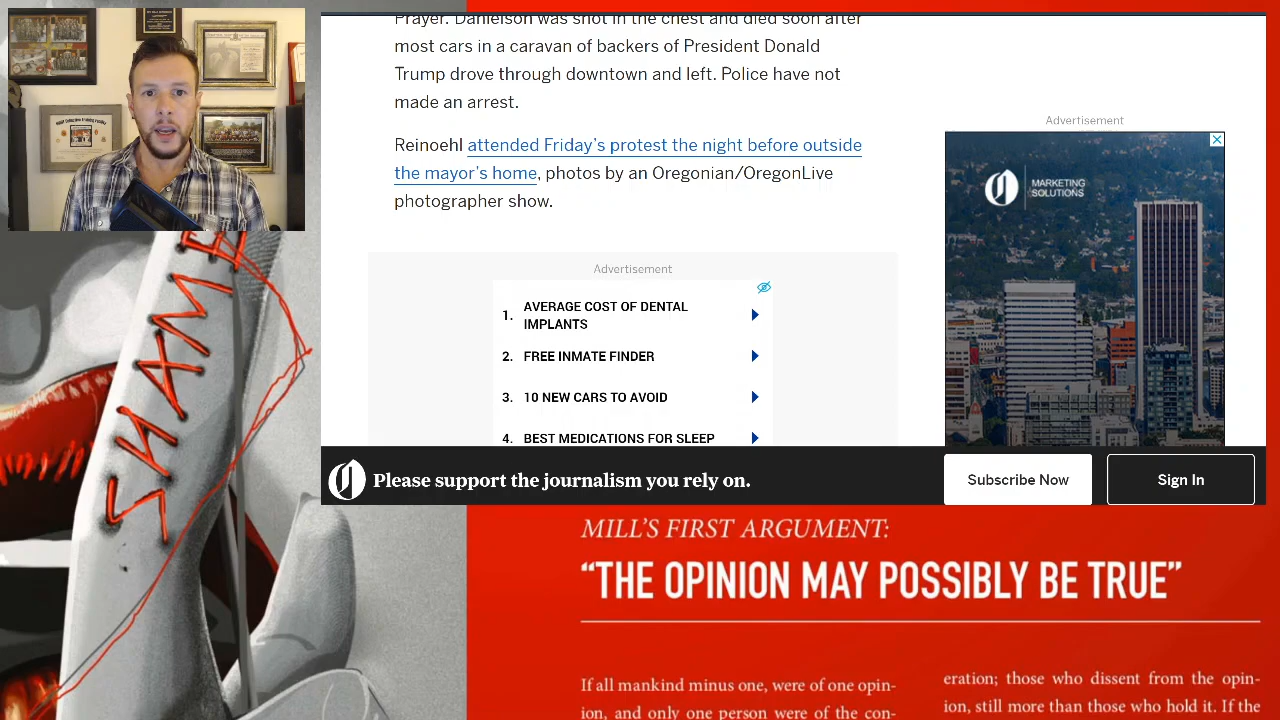 Prayer. Danielson was shot in the chest and died soon after
most cars in a caravan of backers of President Donald
Trump drove through downtown and left. Police have not
made an arrest.
Reinoehl attended Friday's protest the night before outside
the mayor's home, photos by an Oregonian/OregonLive
photographer show.
Advertisement
1. AVERAGE COST OF DENTAL
IMPLANTS
2. FREE INMATE FINDER
3. 10 NEW CARS TO AVOID
4. BEST MEDICATIONS FOR SLEEP
Advertisement
MARKETING
SOLUTIONS
Please support the journalism you rely on.
Subscribe Now
Sign In
SHAME
MILL'S FIRST ARGUMENT:
“THE OPINION MAY POSSIBLY BE TRUE”
If all mankind minus one, were of one opin-
ion, and only one person were of the con-
eration; those who dissent from the opin-
ion, still more than those who hold it. If the